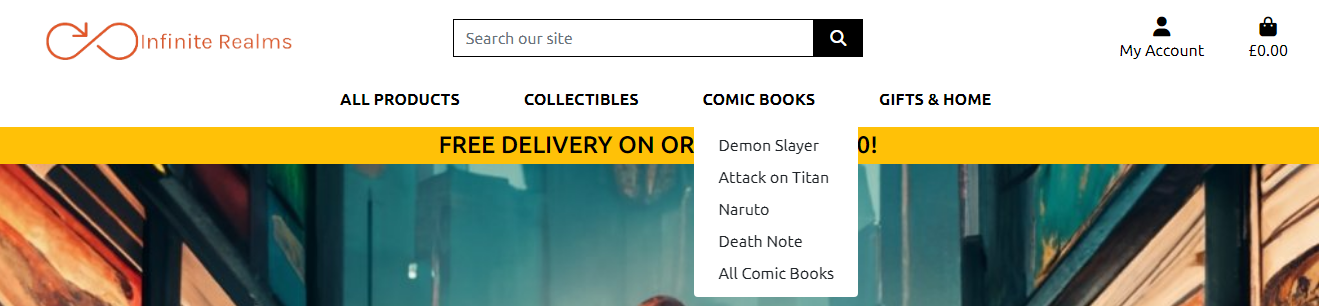 Infinite Realms
Search our site
My Account
£0.00
ALL PRODUCTS
COLLECTIBLES
COMIC BOOKS
GIFTS & HOME
FREE DELIVERY ON OR 0!
Demon Slayer
Attack on Titan
Naruto
Death Note
All Comic Books